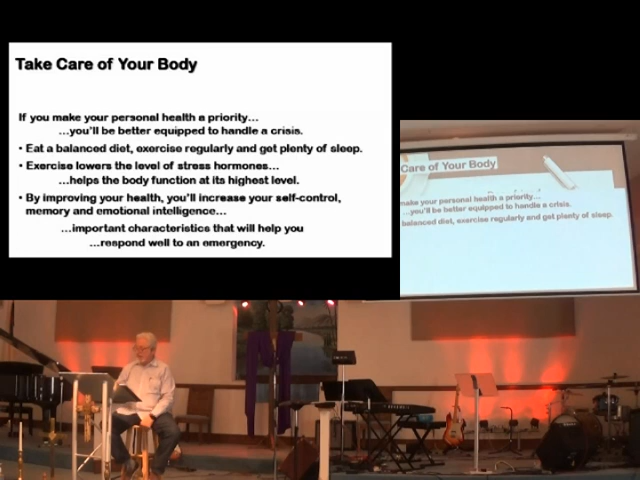 Take Care of Your Body
If you make your personal health a priority...
...you'll be better equipped to handle a crisis.
• Eat a balanced diet, exercise regularly and get plenty of sleep.
• Exercise lowers the level of stress hormones...
...helps the body function at its highest level.
• By improving your health, you'll increase your self-control,
memory and emotional intelligence...
...important characteristics that will help you
...respond well to an emergency.
Care of Your Body
make your personal health a priority...
...you'll be better equipped to handle a crisis.
balanced diet, exercise regularly and get plenty of sleep.